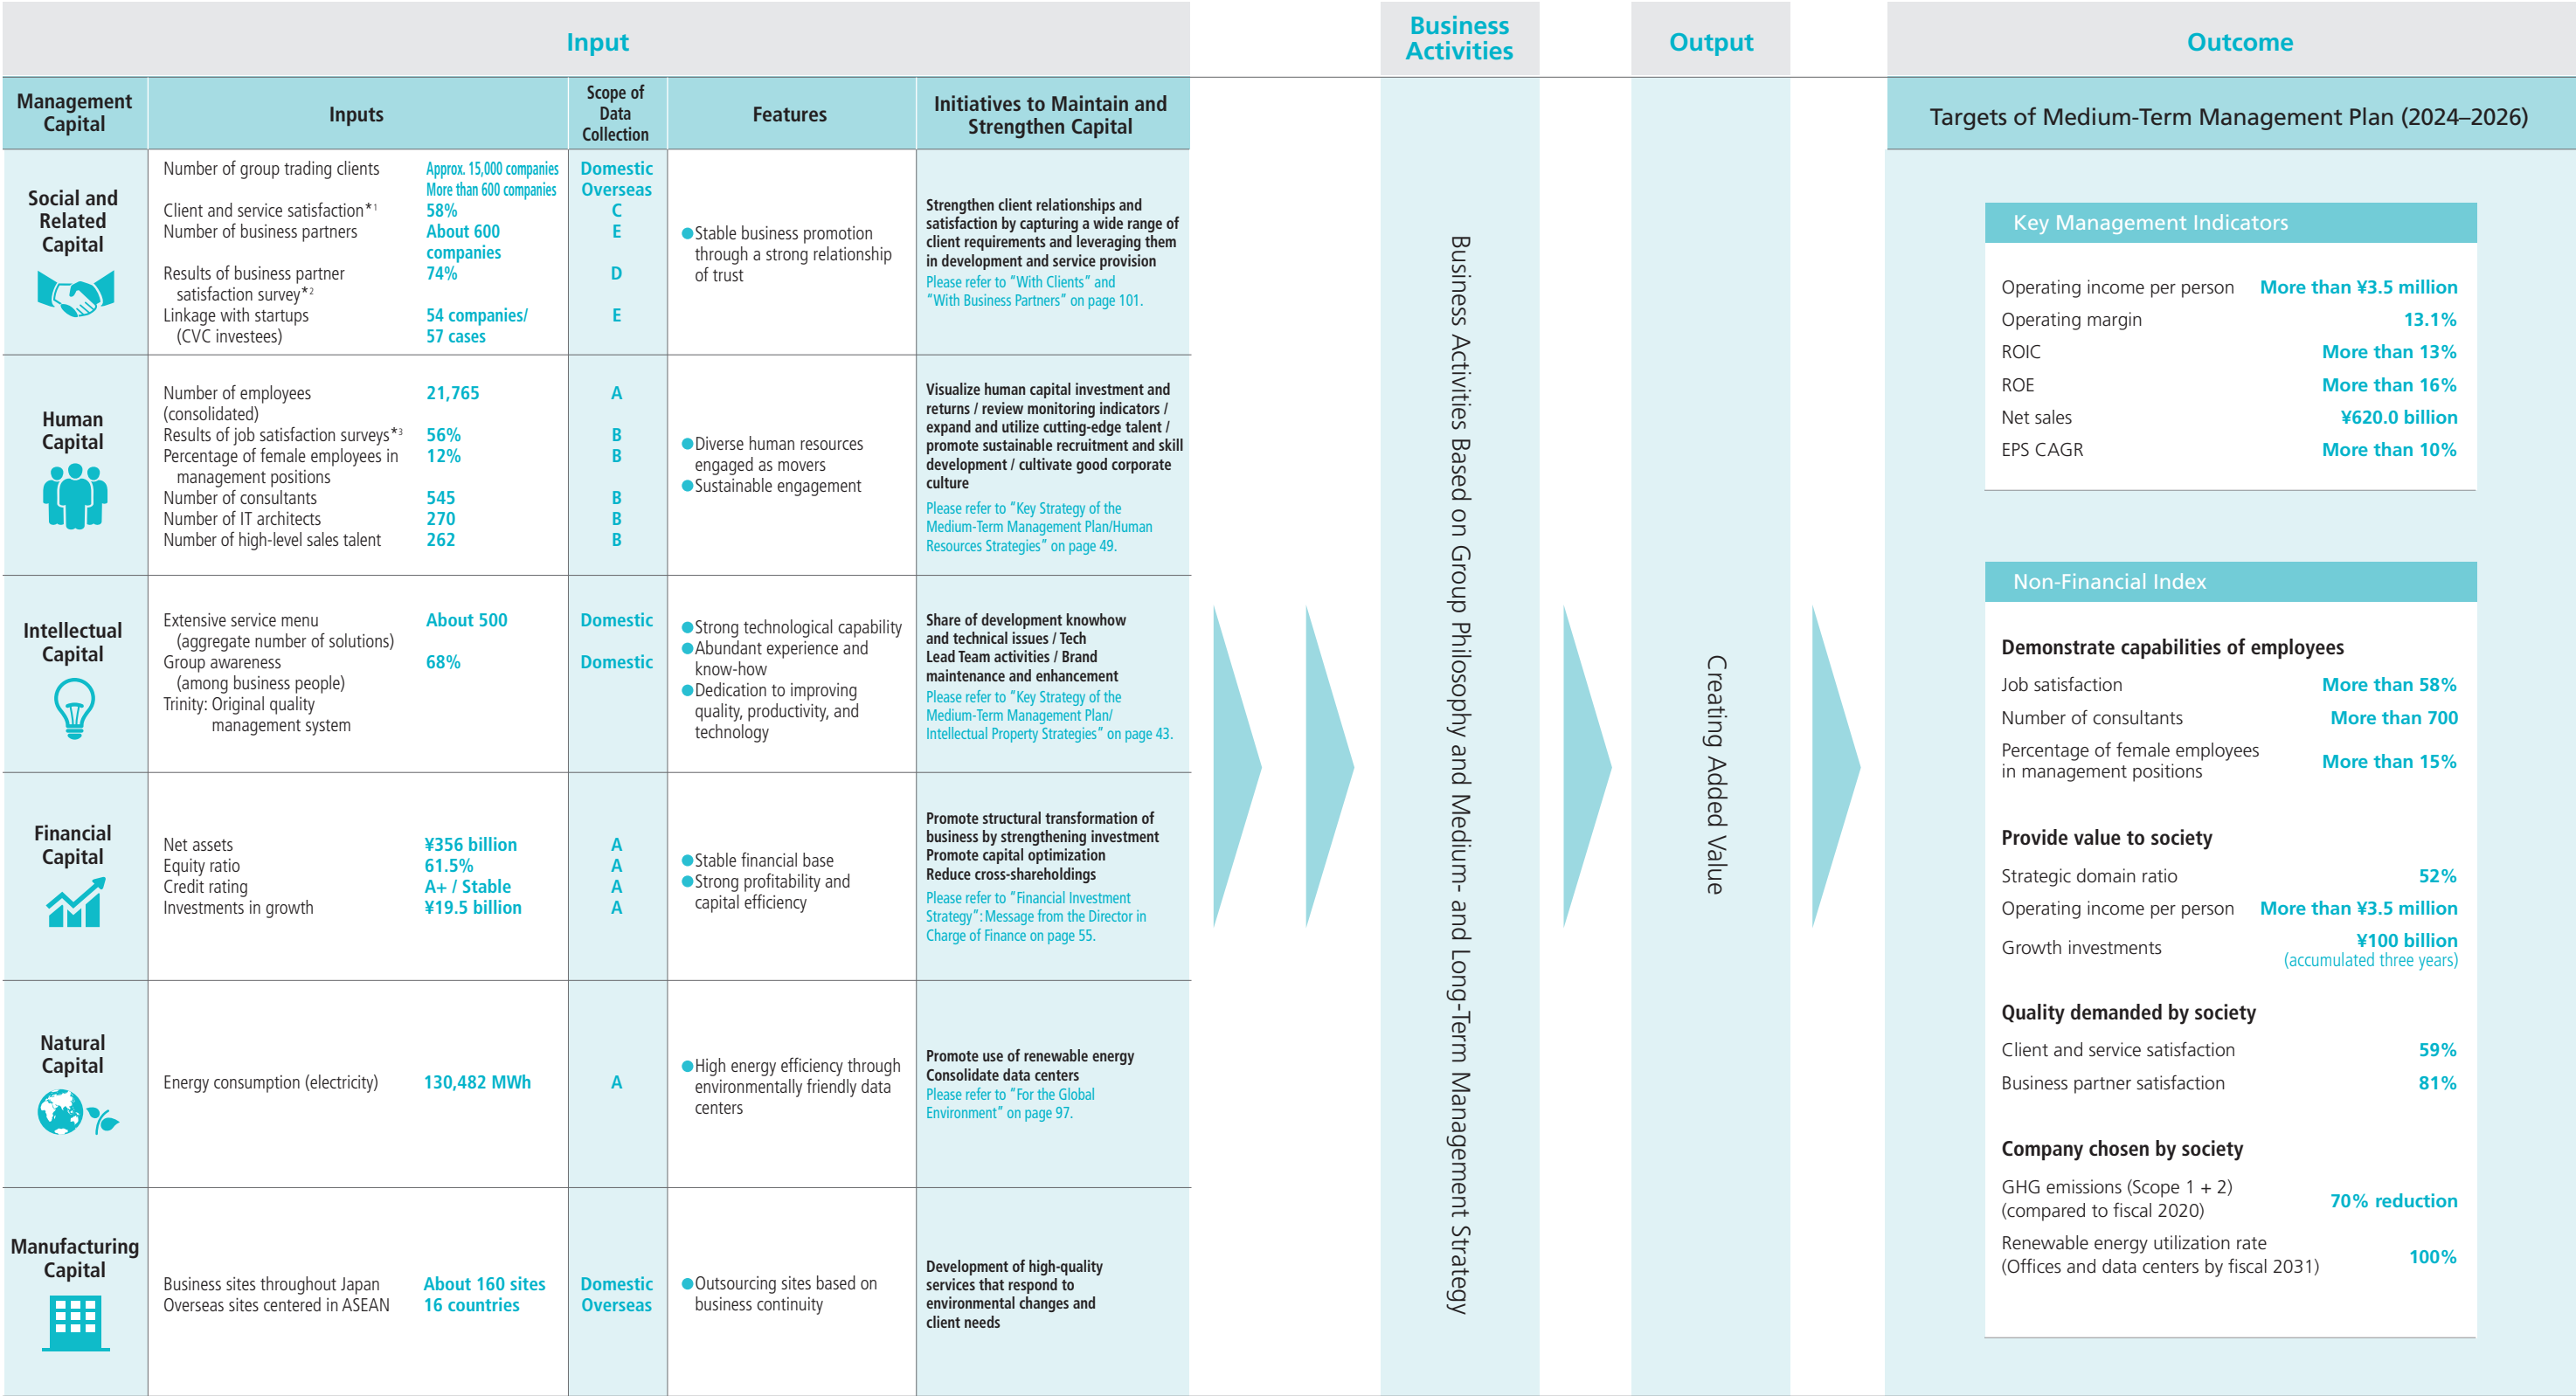 Input
Business
Activities
Output
Outcome
Management
Capital
Inputs
Scope of
Data
Collection
Features
Initiatives to Maintain and
Strengthen Capital
Targets of Medium-Term Management Plan (2024–2026)
Social and
Related
Capital
Number of group trading clients Approx. 15,000 companies Domestic
More than 600 companies Overseas
Client and service satisfaction*1 58% C
Number of business partners About 600 E
companies
Results of business partner 74% D
satisfaction survey*2
Linkage with startups 54 companies/ E
(CVC investees) 57 cases
●Stable business promotion
through a strong relationship
of trust
Strengthen client relationships and
satisfaction by capturing a wide range of
client requirements and leveraging them
in development and service provision
Please refer to “With Clients” and
“With Business Partners” on page 101.
Human
Capital
Number of employees 21,765 A
(consolidated)
Results of job satisfaction surveys*3 56% B
Percentage of female employees in 12% B
management positions
Number of consultants 545 B
Number of IT architects 270 B
Number of high-level sales talent 262 B
●Diverse human resources
engaged as movers
●Sustainable engagement
Visualize human capital investment and
returns / review monitoring indicators /
expand and utilize cutting-edge talent /
promote sustainable recruitment and skill
development / cultivate good corporate
culture
Please refer to “Key Strategy of the
Medium-Term Management Plan/Human
Resources Strategies” on page 49.
Intellectual
Capital
Extensive service menu About 500 Domestic
(aggregate number of solutions)
Group awareness 68% Domestic
(among business people)
Trinity: Original quality
management system
●Strong technological capability
●Abundant experience and
know-how
●Dedication to improving
quality, productivity, and
technology
Share of development knowhow
and technical issues / Tech
Lead Team activities / Brand
maintenance and enhancement
Please refer to “Key Strategy of the
Medium-Term Management Plan/
Intellectual Property Strategies” on page 43.
Financial
Capital
Net assets ¥356 billion A
Equity ratio 61.5% A
Credit rating A+ / Stable A
Investments in growth ¥19.5 billion A
●Stable financial base
●Strong profitability and
capital efficiency
Promote structural transformation of
business by strengthening investment
Promote capital optimization
Reduce cross-shareholdings
Please refer to “Financial Investment
Strategy”: Message from the Director in
Charge of Finance on page 55.
Natural
Capital
Energy consumption (electricity) 130,482 MWh A
●High energy efficiency through
environmentally friendly data
centers
Promote use of renewable energy
Consolidate data centers
Please refer to “For the Global
Environment” on page 97.
Manufacturing
Capital
Business sites throughout Japan About 160 sites Domestic
Overseas sites centered in ASEAN 16 countries Overseas
●Outsourcing sites based on
business continuity
Development of high-quality
services that respond to
environmental changes and
client needs
Business Activities Based on Group Philosophy and Medium- and Long-Term Management Strategy
Creating Added Value
Key Management Indicators
Operating income per person More than ¥3.5 million
Operating margin 13.1%
ROIC More than 13%
ROE More than 16%
Net sales ¥620.0 billion
EPS CAGR More than 10%
Non-Financial Index
Demonstrate capabilities of employees
Job satisfaction More than 58%
Number of consultants More than 700
Percentage of female employees
in management positions More than 15%
Provide value to society
Strategic domain ratio 52%
Operating income per person More than ¥3.5 million
Growth investments ¥100 billion
(accumulated three years)
Quality demanded by society
Client and service satisfaction 59%
Business partner satisfaction 81%
Company chosen by society
GHG emissions (Scope 1 + 2)
(compared to fiscal 2020) 70% reduction
Renewable energy utilization rate
(Offices and data centers by fiscal 2031) 100%